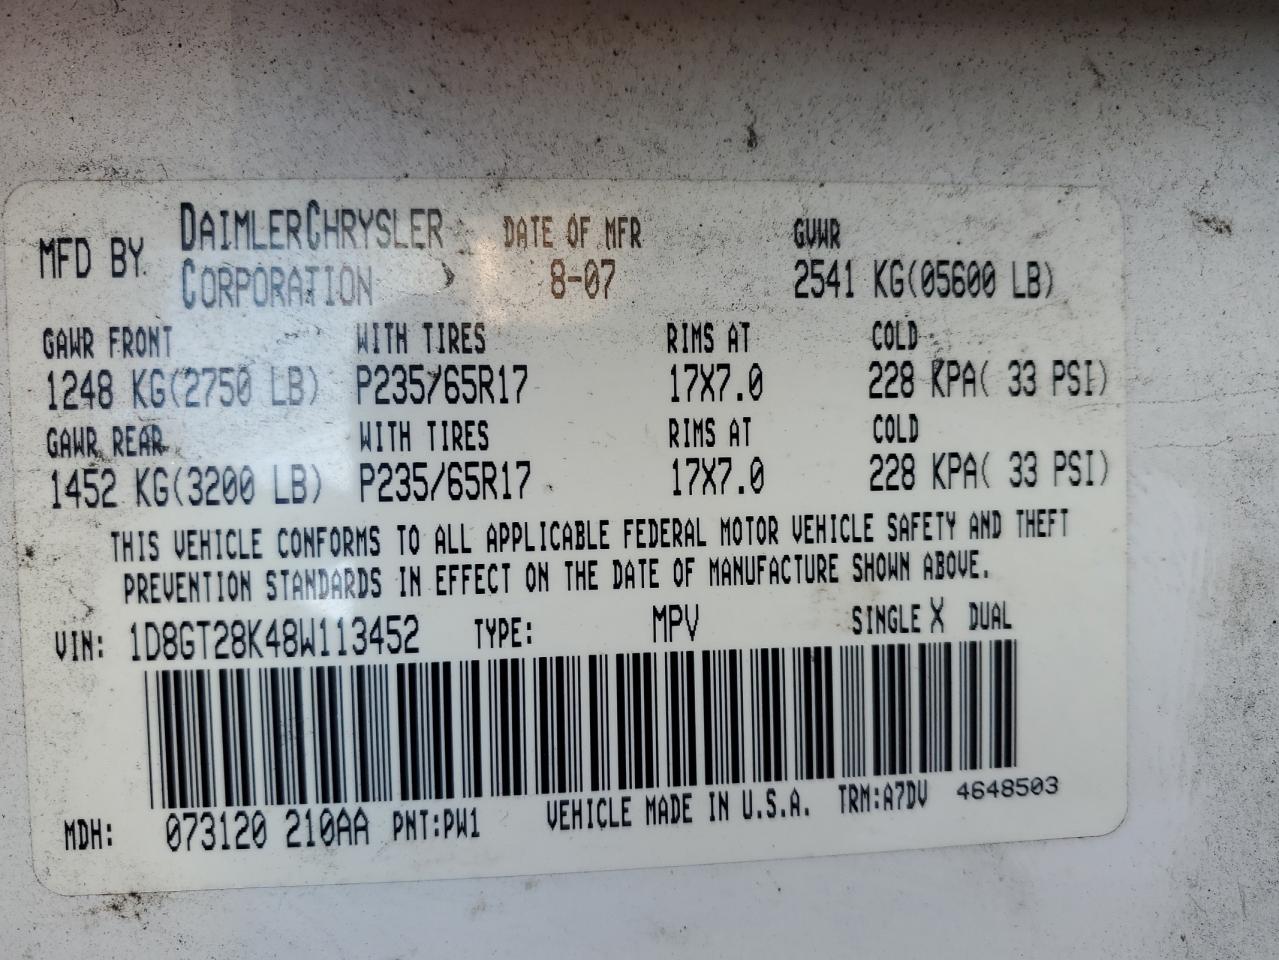 MFD BY DAIMLERCHRYSLER CORPORATION
DATE OF MFR 8-07
GVWR 2541 KG(05600 LB)
GAWR FRONT WITH TIRES RIMS AT COLD
1248 KG(2750 LB) P235/65R17 17X7.0 228 KPA( 33 PSI)
GAWR REAR WITH TIRES RIMS AT COLD
1452 KG(3200 LB) P235/65R17 17X7.0 228 KPA( 33 PSI)
THIS VEHICLE CONFORMS TO ALL APPLICABLE FEDERAL MOTOR VEHICLE SAFETY AND THEFT
PREVENTION STANDARDS IN EFFECT ON THE DATE OF MANUFACTURE SHOWN ABOVE.
VIN: 1D8GT28K48W113452 TYPE: MPV SINGLE X DUAL
MDH: 073120 210AA PNT:PW1 VEHICLE MADE IN U.S.A. TRM:A7DV 4648503